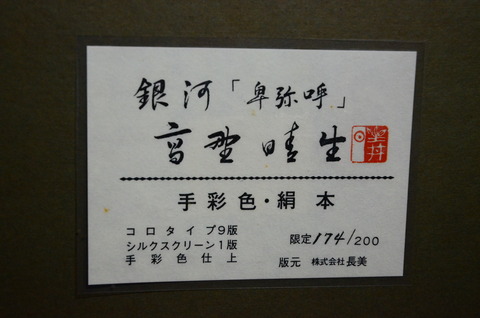 銀河「卑弥呼」
高野晴生
手彩色・絹本
コロタイプ9版
シルクスクリーン1版
手彩色仕上
限定174/200
版元 株式会社長美